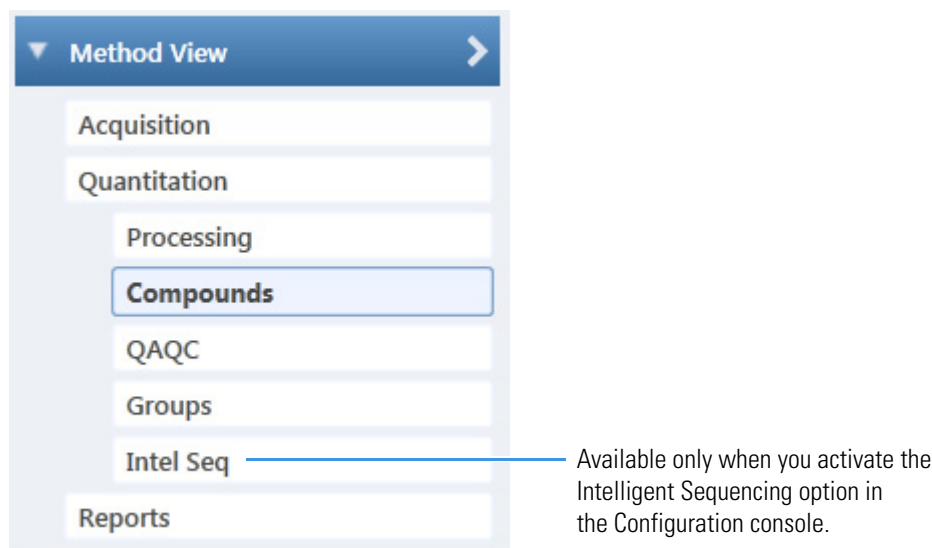 Method View
Acquisition
Quantitation
Processing
Compounds
QAQC
Groups
Intel Seq
Available only when you activate the
Intelligent Sequencing option in
the Configuration console.
Reports